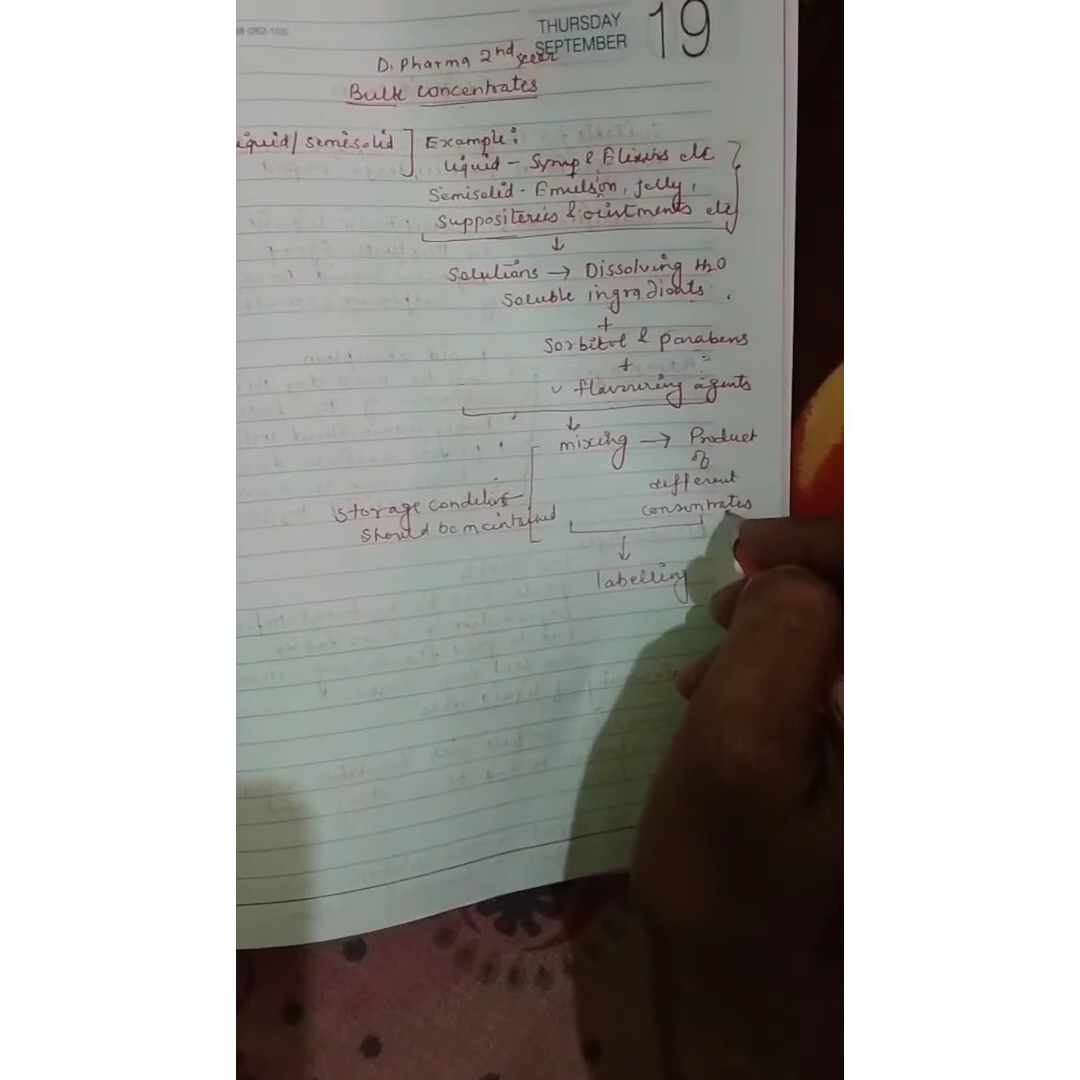 THURSDAY
SEPTEMBER 19
D. Pharma 2nd year
Bulk concentrates
iquid/semisolid] Example:
liquid - Syrup & Elixirs etc
Semisolid - Emulsion, Jelly,
Suppositeries & ointments etc
↓
Solutions → Dissolving H2O
Soluble ingradients.
+
Sorbitol & parabens
+
flavouring agents
↓
mixing → Product
of
different
storage condition
consintrates
should be maintained
↓
labelling